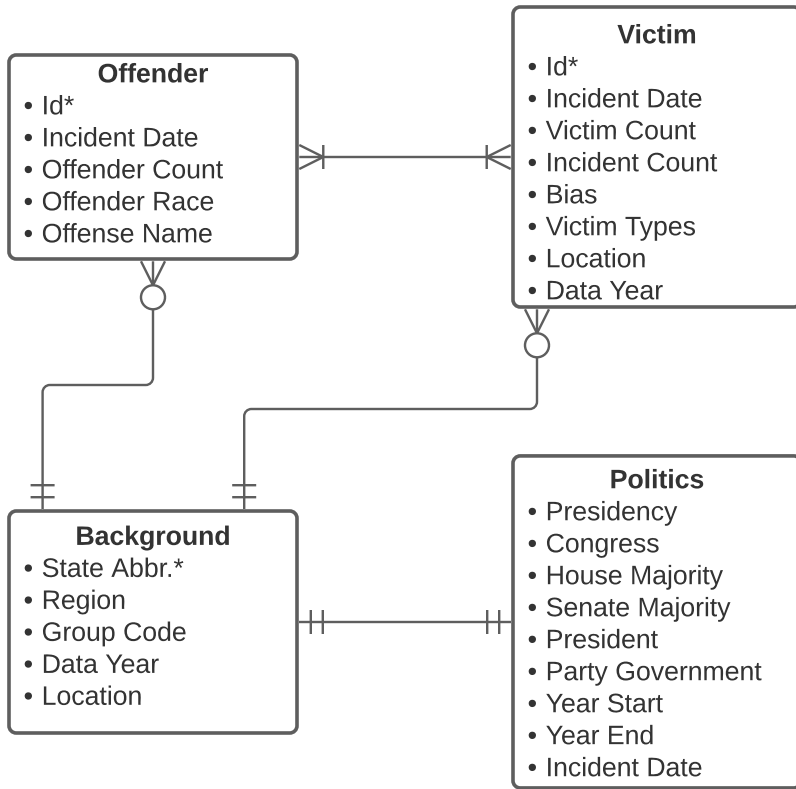 Offender
• Id*
• Incident Date
• Offender Count
• Offender Race
• Offense Name
Victim
• Id*
• Incident Date
• Victim Count
• Incident Count
• Bias
• Victim Types
• Location
• Data Year
Background
• State Abbr.*
• Region
• Group Code
• Data Year
• Location
Politics
• Presidency
• Congress
• House Majority
• Senate Majority
• President
• Party Government
• Year Start
• Year End
• Incident Date